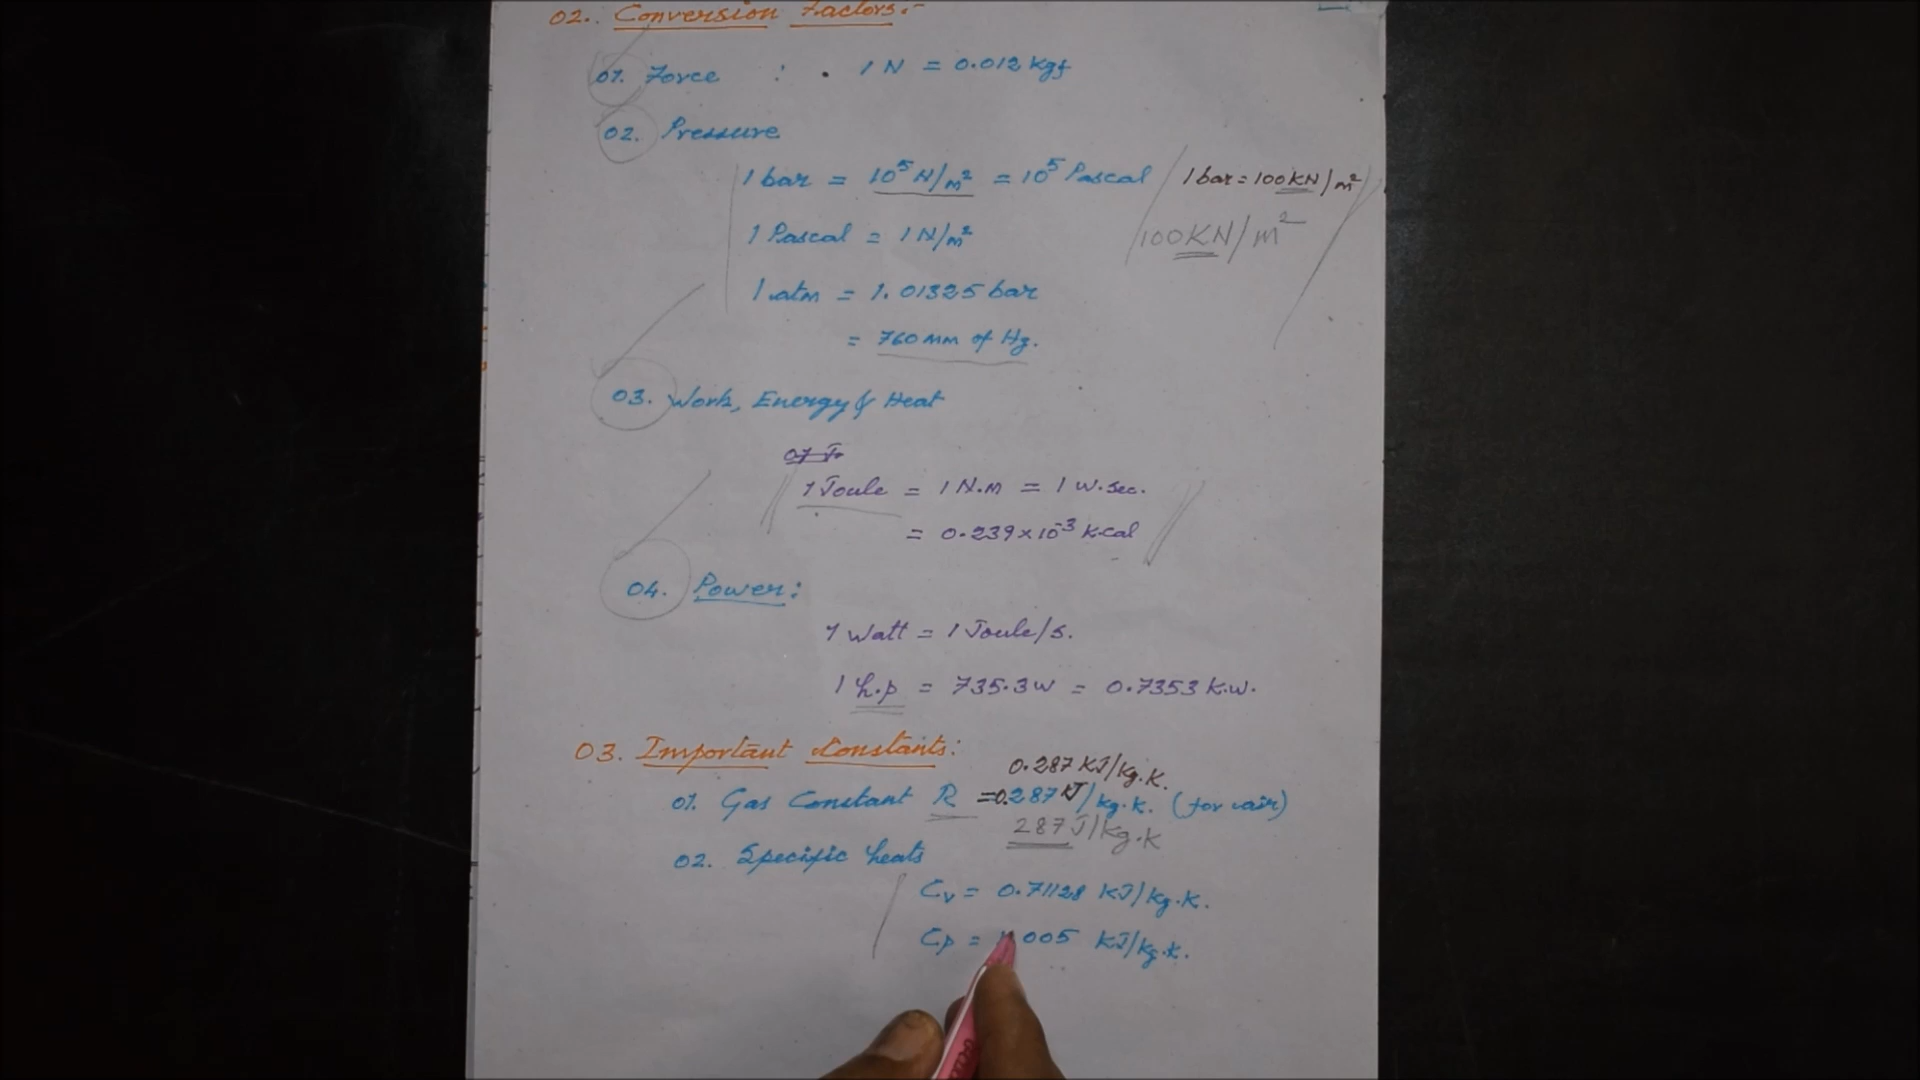 02. Conversion Factors:-
01. Force : . 1 N = 0.012 kgf
02. Pressure
1 bar = 10⁵ N/m² = 10⁵ Pascal 1 bar = 100 KN/m²
1 Pascal = 1 N/m² 100 KN/m²
1 atm = 1.01325 bar
= 760 mm of Hg.
03. Work, Energy & Heat
1 Joule = 1 N.m = 1 w.sec.
= 0.239 x 10⁻³ k.cal
04. Power:
1 Watt = 1 Joule/s.
1 h.p = 735.3 w = 0.7353 k.w.
03. Important Constants:
0.287 KJ/kg.K.
01. Gas Constant R = 0.287 KJ/kg.K. (for air)
287 J/kg.K
02. Specific heats
Cv = 0.71128 KJ/kg.K.
Cp = 1.005 KJ/kg.K.